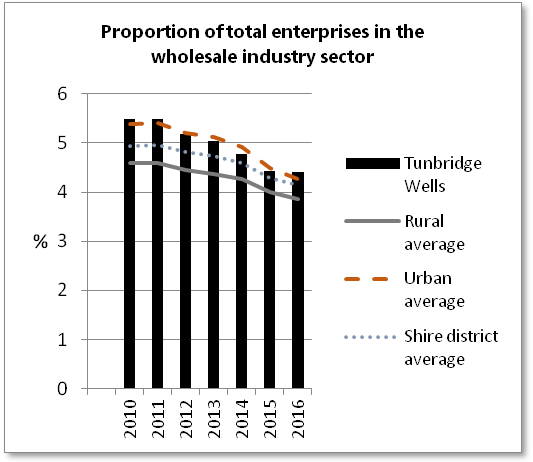 Proportion of total enterprises in the
wholesale industry sector
6
5
4
3
2
1
0
%
2010
2011
2012
2013
2014
2015
2016
Tunbridge
Wells
Rural
average
Urban
average
Shire district
average